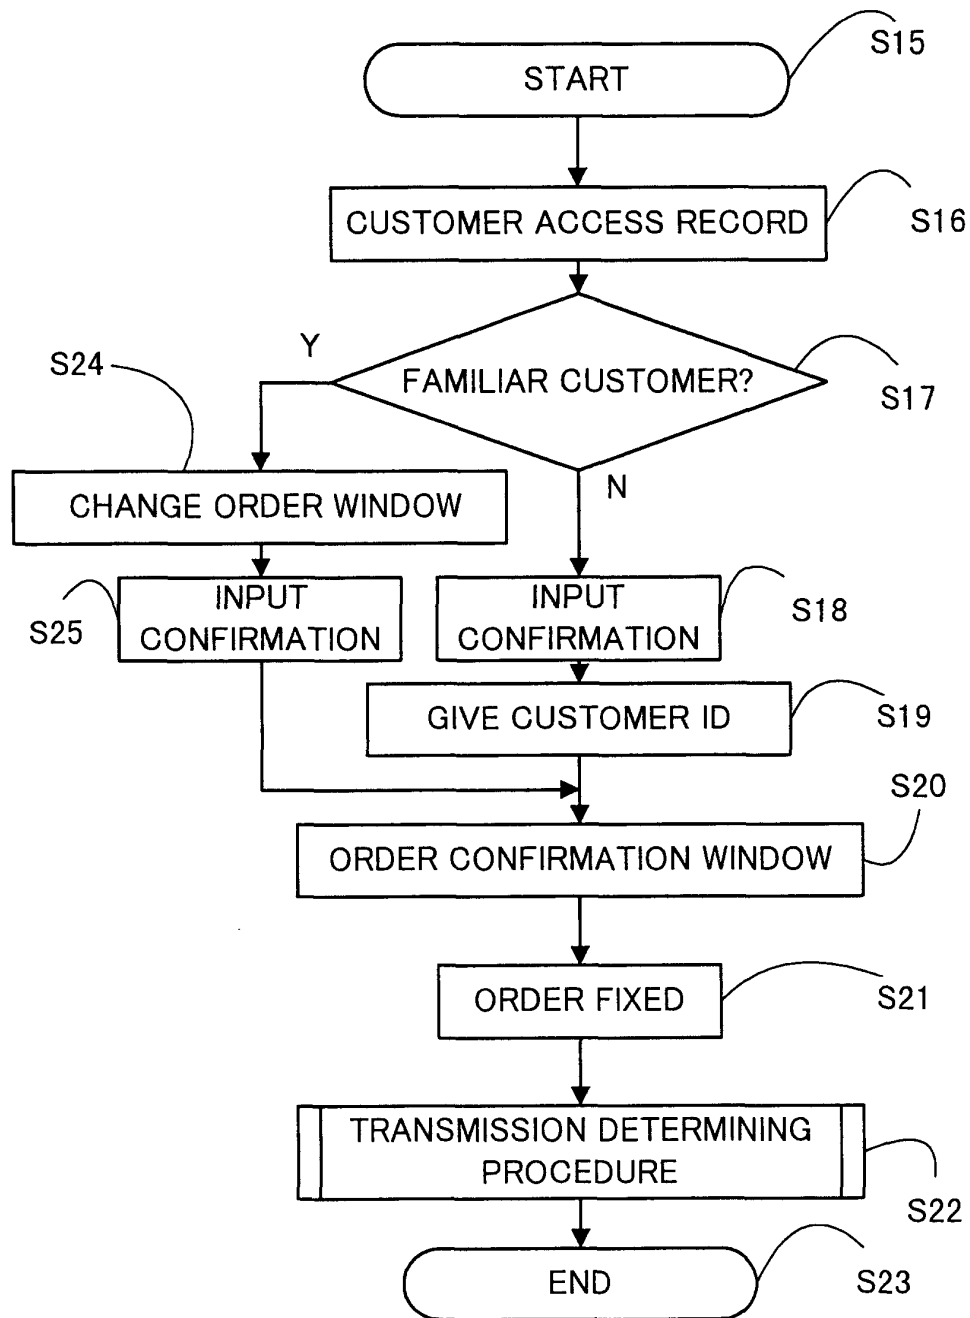 START
S15
CUSTOMER ACCESS RECORD
S16
Y
FAMILIAR CUSTOMER?
S17
S24
N
CHANGE ORDER WINDOW
INPUT
CONFIRMATION
S25
INPUT
CONFIRMATION
S18
GIVE CUSTOMER ID
S19
S20
ORDER CONFIRMATION WINDOW
ORDER FIXED
S21
TRANSMISSION DETERMINING
PROCEDURE
S22
END
S23